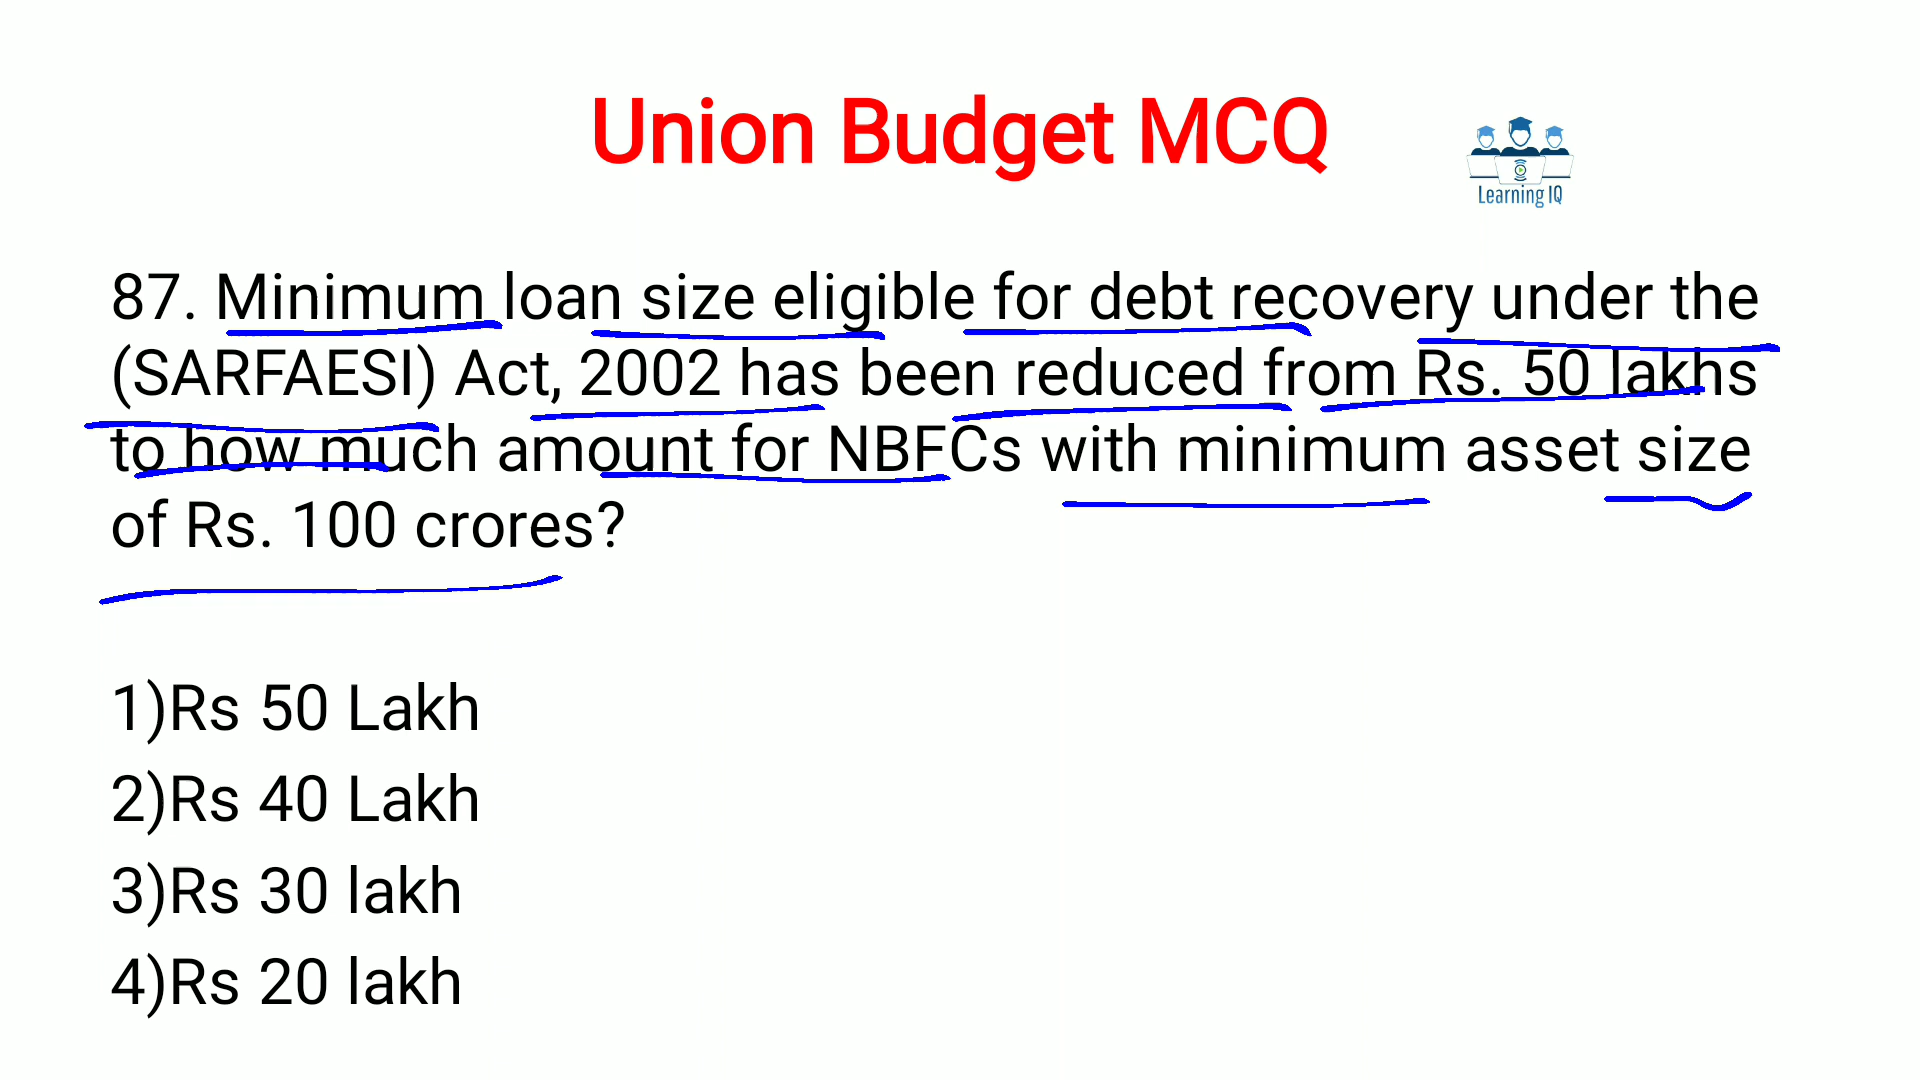 Union Budget MCQ
Learning IQ
87. Minimum loan size eligible for debt recovery under the
(SARFAESI) Act, 2002 has been reduced from Rs. 50 lakhs
to how much amount for NBFCs with minimum asset size
of Rs. 100 crores?
1)Rs 50 Lakh
2)Rs 40 Lakh
3)Rs 30 lakh
4)Rs 20 lakh